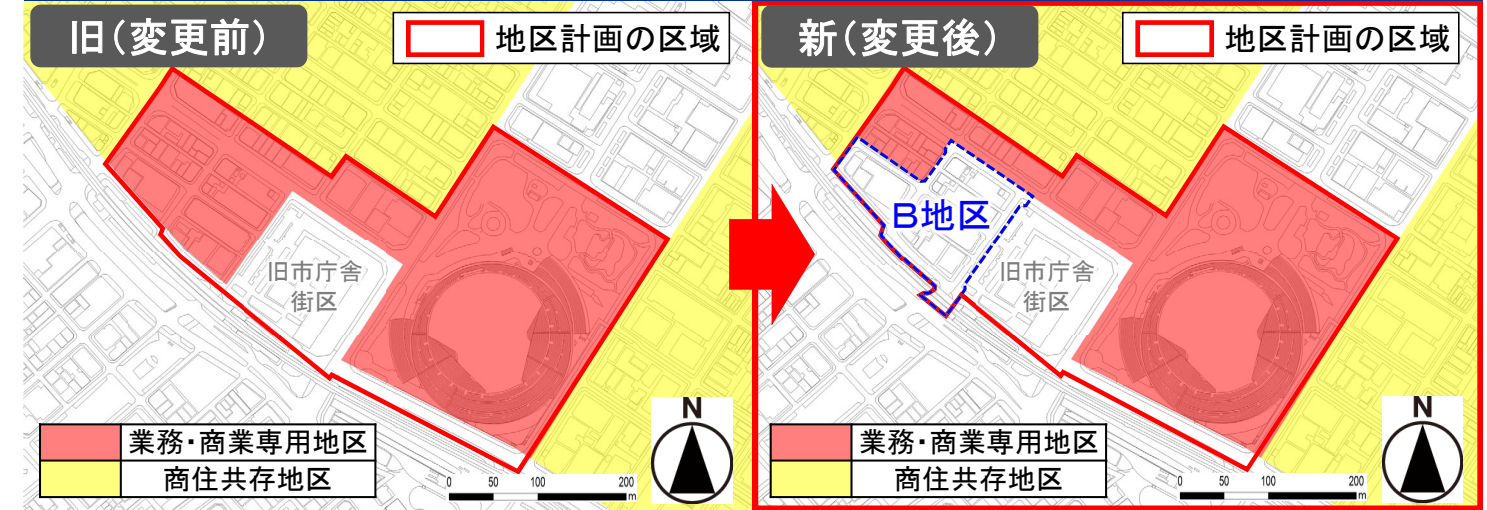 旧（変更前）
地区計画の区域
旧市庁舎
街区
業務・商業専用地区
商住共存地区
0 50 100 200
m
N
新（変更後）
地区計画の区域
B地区
旧市庁舎
街区
業務・商業専用地区
商住共存地区
0 50 100 200
m
N